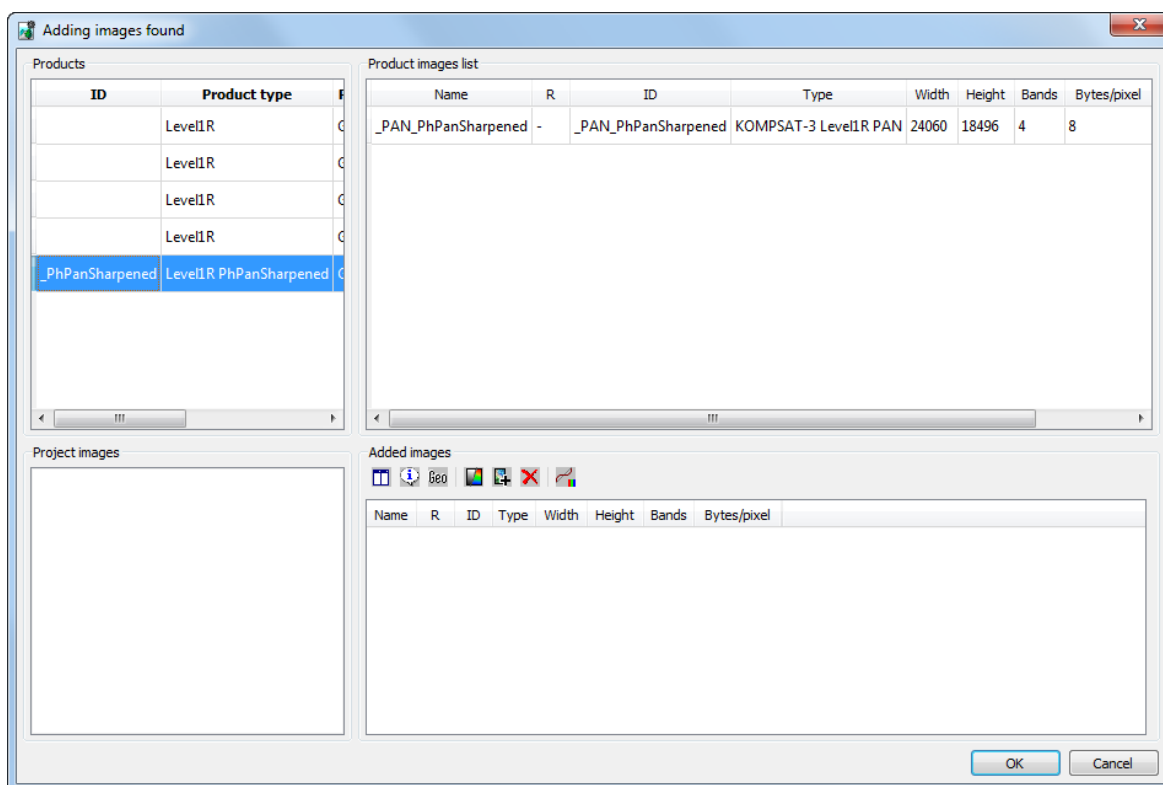 Adding images found
Products
ID Product type
Level1R
Level1R
Level1R
Level1R
_PhPanSharpened Level1R PhPanSharpened
Product images list
Name R ID Type Width Height Bands Bytes/pixel
_PAN_PhPanSharpened - _PAN_PhPanSharpened KOMPSAT-3 Level1R PAN 24060 18496 4 8
Project images
Added images
Geo
Name R ID Type Width Height Bands Bytes/pixel
OK Cancel